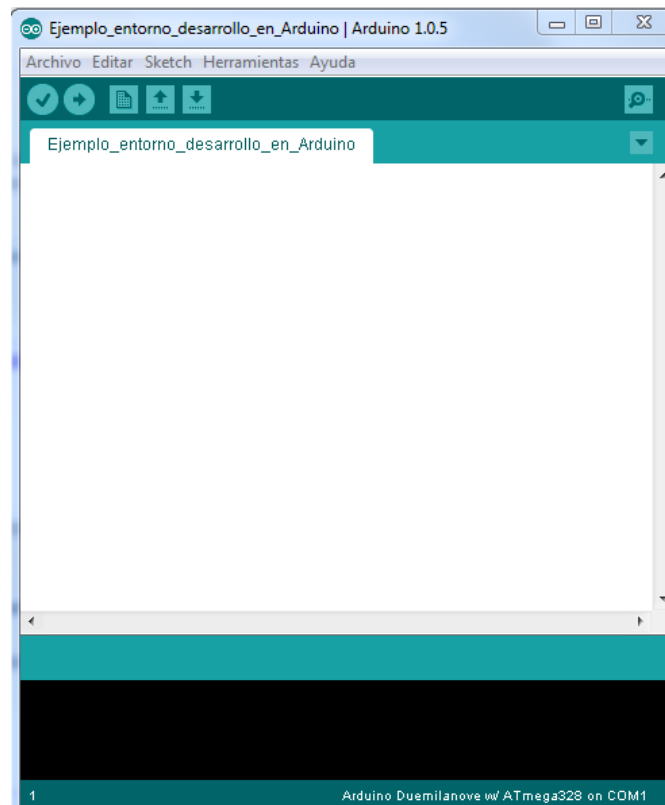 Ejemplo_entorno_desarrollo_en_Arduino | Arduino 1.0.5
Archivo Editar Sketch Herramientas Ayuda
Ejemplo_entorno_desarrollo_en_Arduino
1 Arduino Duemilanove w/ ATmega328 on COM1